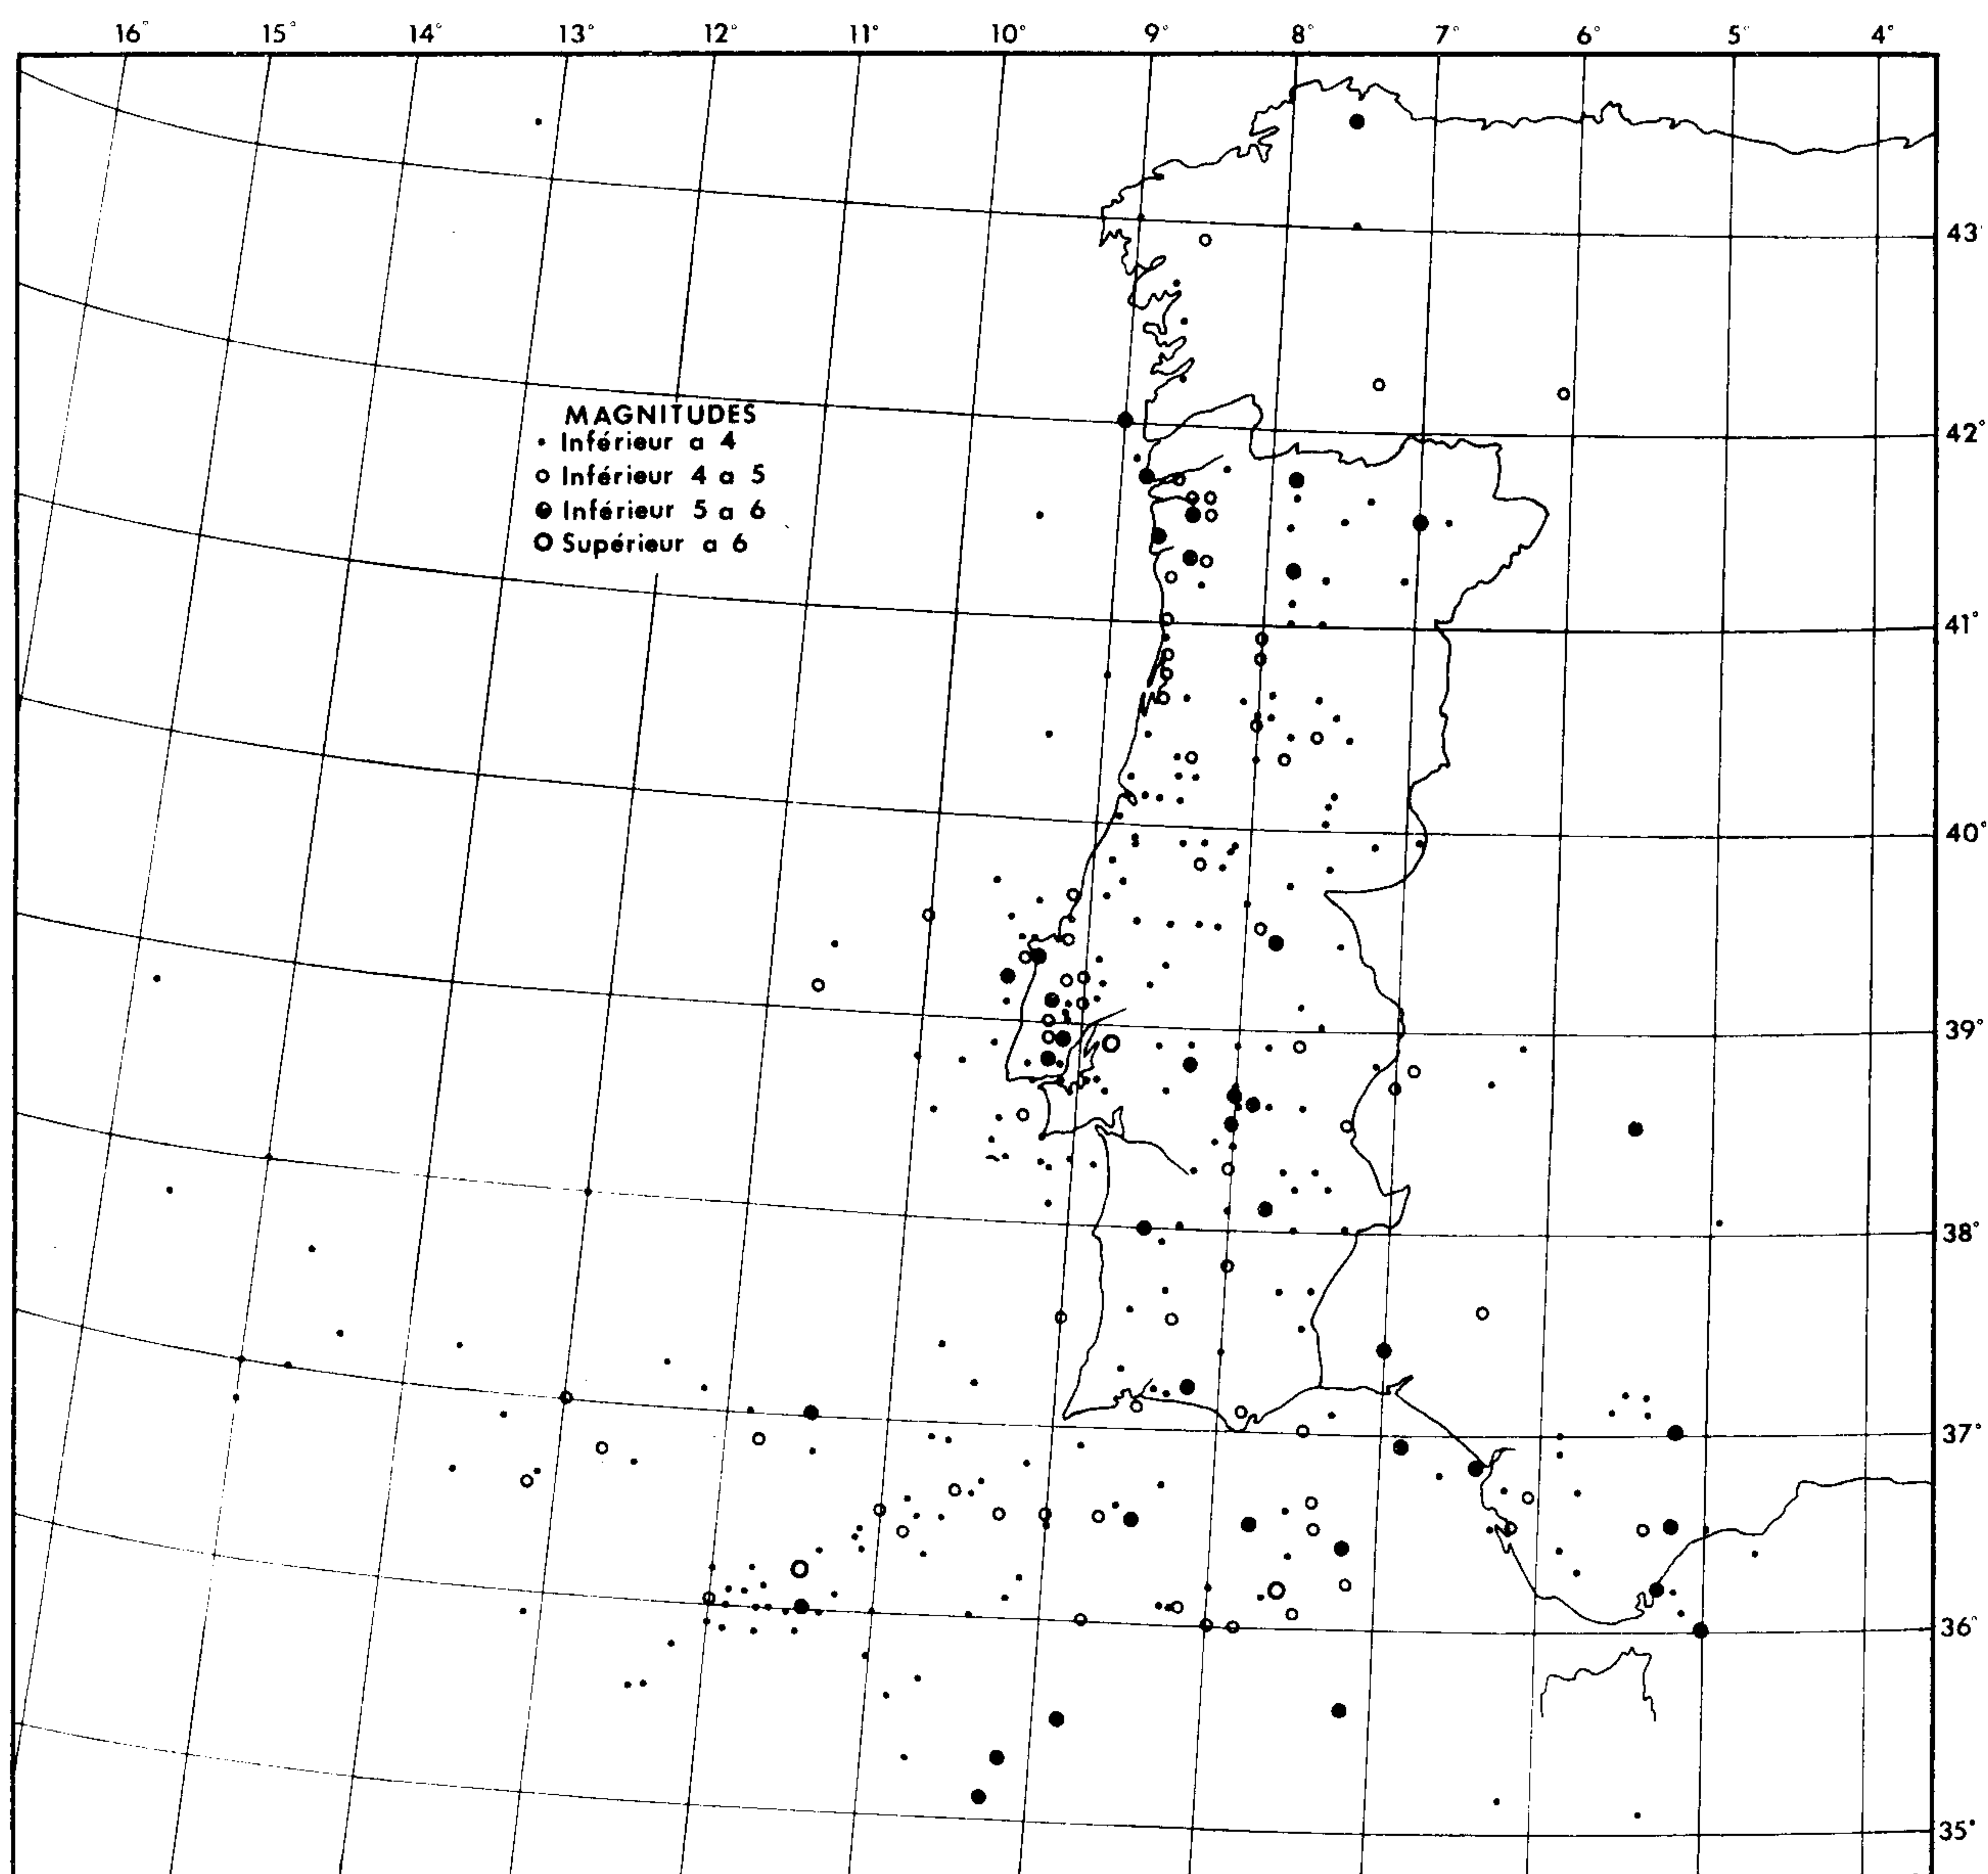 16° 15° 14° 13° 12° 11° 10° 9° 8° 7° 6° 5° 4°
43°
MAGNITUDES
Inférieur a 4
Inférieur 4 a 5
Inférieur 5 a 6
Supérieur a 6
42°
41°
40°
39°
38°
37°
36°
35°